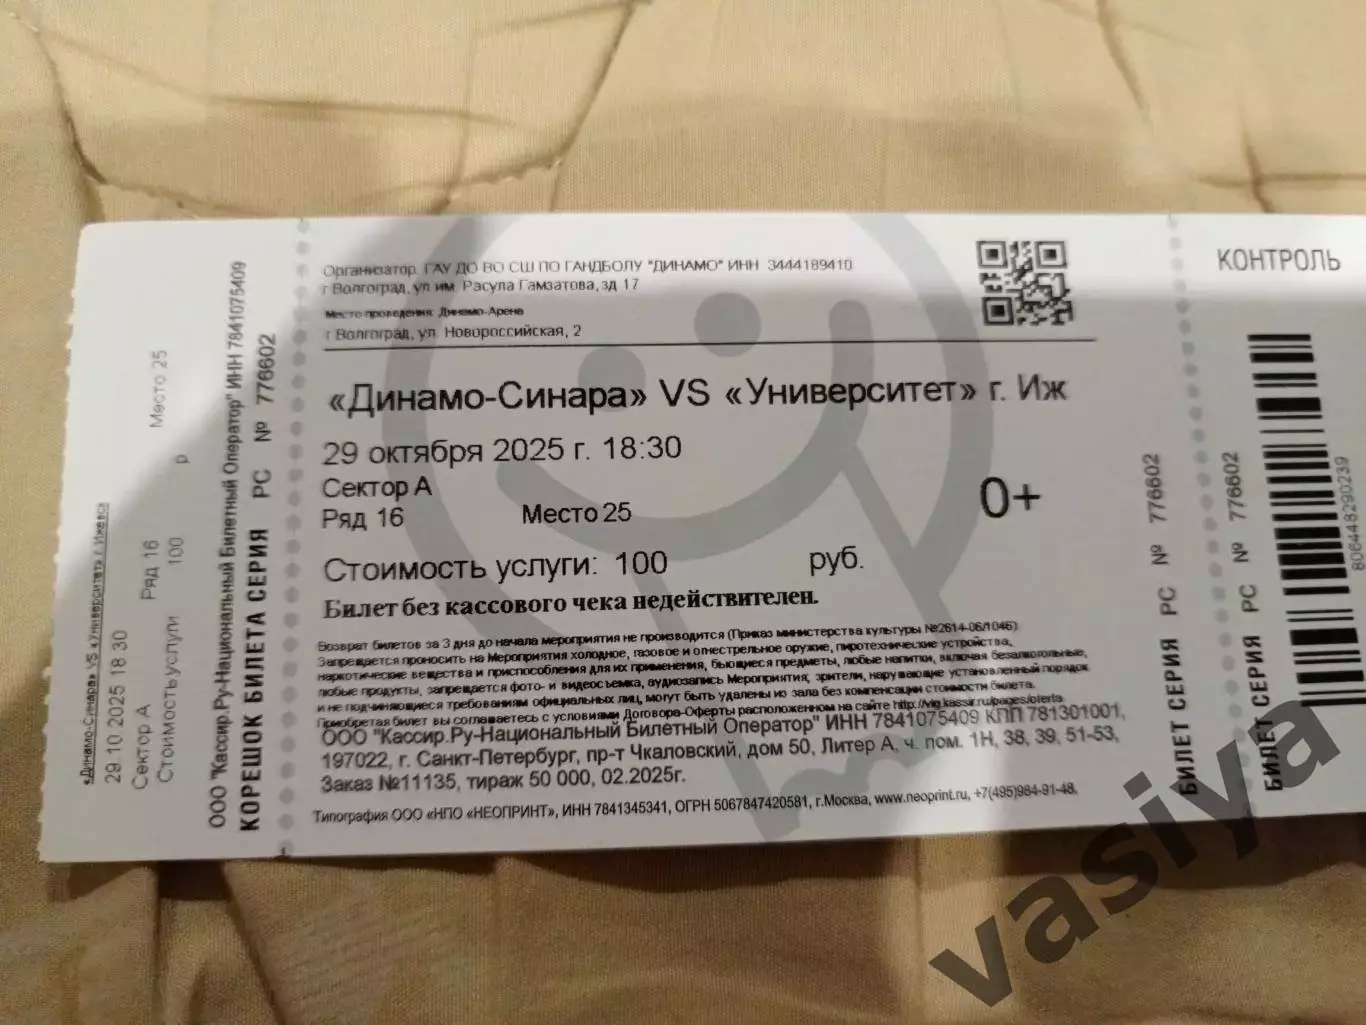 Организатор ГАУ ДО ВО СШ ПО ГАНДБОЛУ "ДИНАМО" ИНН 3444189410
г Волгоград, ул им. Расула Гамзатова, зд 17
Место проведения: Динамо-Арена
г Волгоград, ул. Новороссийская, 2
«Динамо-Синара» VS «Университет» г. Иж
29 октября 2025 г. 18:30
Сектор А
Ряд 16 Место 25
0+
Стоимость услуги: 100 руб.
Билет без кассового чека недействителен.
Возврат билетов за 3 дня до начала мероприятия не производится (Приказ министерства культуры №2614-06/1046)
Запрещается проносить на Мероприятия холодное, газовое и огнестрельное оружие, пиротехнические устройства,
наркотические вещества и приспособления для их применения, бьющиеся предметы, любые напитки, включая безалкогольные,
любые продукты, запрещается фото- и видеосъемка, аудиозапись Мероприятия, зрители, нарушающие установленный порядок
и не подчиняющиеся требованиям официальных лиц, могут быть удалены из зала без компенсации стоимости билета.
Приобретая билет вы соглашаетесь с условиями Договора-Оферты расположенном на сайте http://vlg.kassir.ru/pages/oferta
ООО "Кассир.Ру-Национальный Билетный Оператор" ИНН 7841075409 КПП 781301001,
197022, г. Санкт-Петербург, пр-т Чкаловский, дом 50, Литер А, ч. пом. 1Н, 38, 39, 51-53,
Заказ №11135, тираж 50 000, 02.2025г.
Типография ООО «НПО «НЕОПРИНТ», ИНН 7841345341, ОГРН 5067847420581, г.Москва, www.neoprint.ru, +7(495)984-91-48.
«Динамо-Синара» VS «Университет» г. Ижевск
29.10.2025 18:30
Сектор А Ряд 16 Место 25
Стоимость услуги 100 р
ООО "Кассир.Ру-Национальный Билетный Оператор" ИНН 7841075409
КОРЕШОК БИЛЕТА СЕРИЯ РС № 776602
БИЛЕТ СЕРИЯ РС № 776602
БИЛЕТ СЕРИЯ РС № 776602
КОНТРОЛЬ
806448290239
vasiya